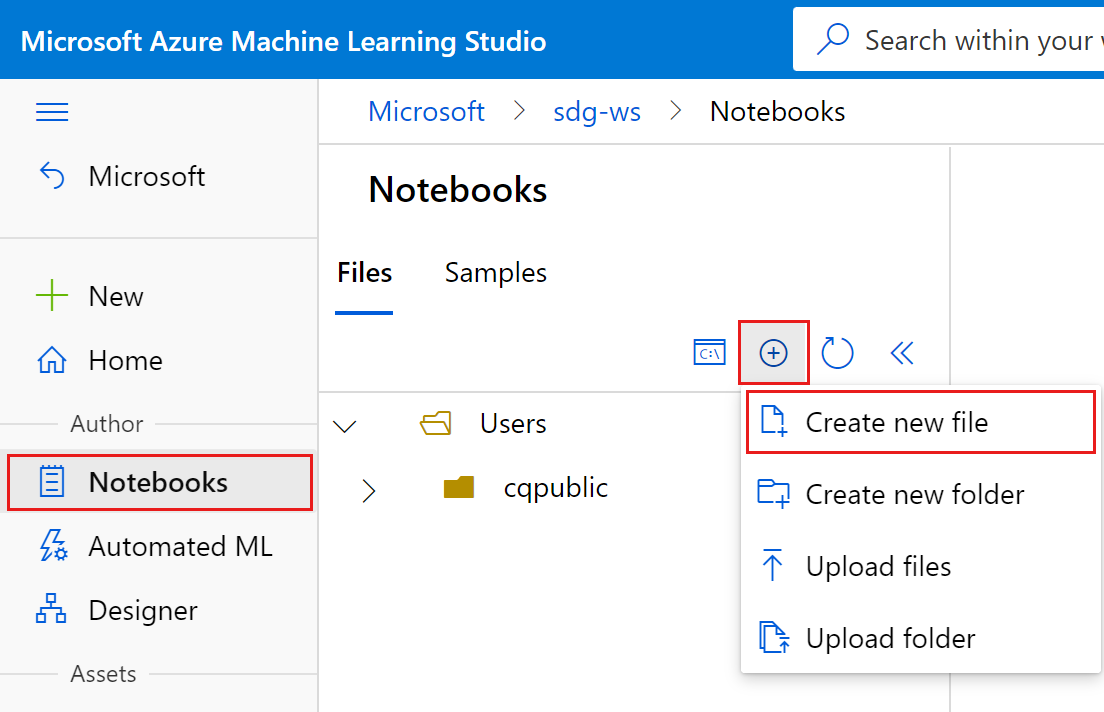 Microsoft Azure Machine Learning Studio
Search within your
Microsoft > sdg-ws > Notebooks
Microsoft
Notebooks
Files Samples
New
Home
C:\
Author
Users
Create new file
Notebooks
cqpublic
Create new folder
Automated ML
Upload files
Designer
Upload folder
Assets